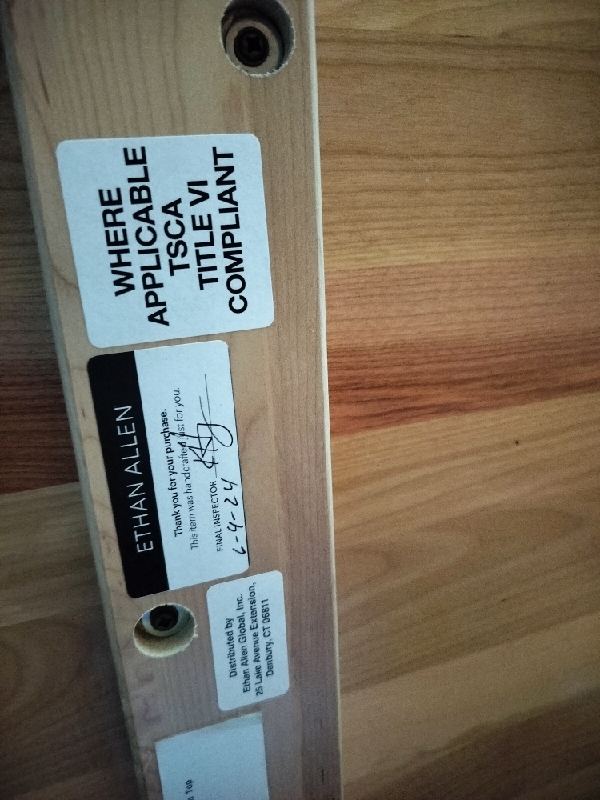 WHERE
APPLICABLE
TSCA
TITLE VI
COMPLIANT
ETHAN ALLEN
Thank you for your purchase.
This item was handcrafted just for you.
FINAL INSPECTOR
6-4-24
Distributed by
Ethan Allen Global, Inc.
25 Lake Avenue Extension,
Danbury, CT 06811